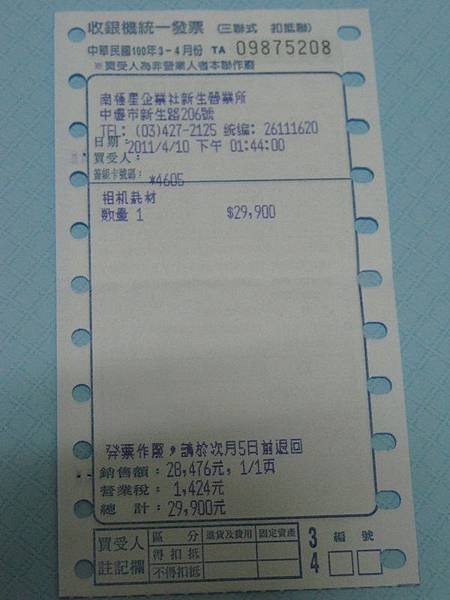 收銀機統一發票 (三聯式 扣抵聯)
中華民國100年3-4月份 TA 09875208
※買受人為非營業人者本聯作廢
南極星企業社新生營業所
中壢市新生路206號
TEL: (03)427-2125 統編: 26111620
日期:2011/4/10 下午 01:44:00
買受人:
簽帳卡號碼: *4605
相机耗材
數量 1 $29,900
發票作廢,請於次月5日前退回
銷售額: 28,476元, 1/1頁
營業稅: 1,424元
總 計: 29,900元
買受人註記欄 區分 進貨及費用 固定資產
得扣抵
不得扣抵
3 4 編號